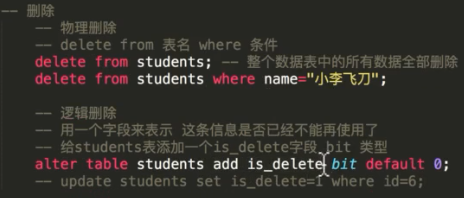 -- 删除
-- 物理删除
-- delete from 表名 where 条件
delete from students; -- 整个数据表中的所有数据全部删除
delete from students where name="小李飞刀";
-- 逻辑删除
-- 用一个字段来表示 这条信息是否已经不能再使用了
-- 给students表添加一个is_delete字段 bit 类型
alter table students add is_delete bit default 0;
-- update students set is_delete=1 where id=6;